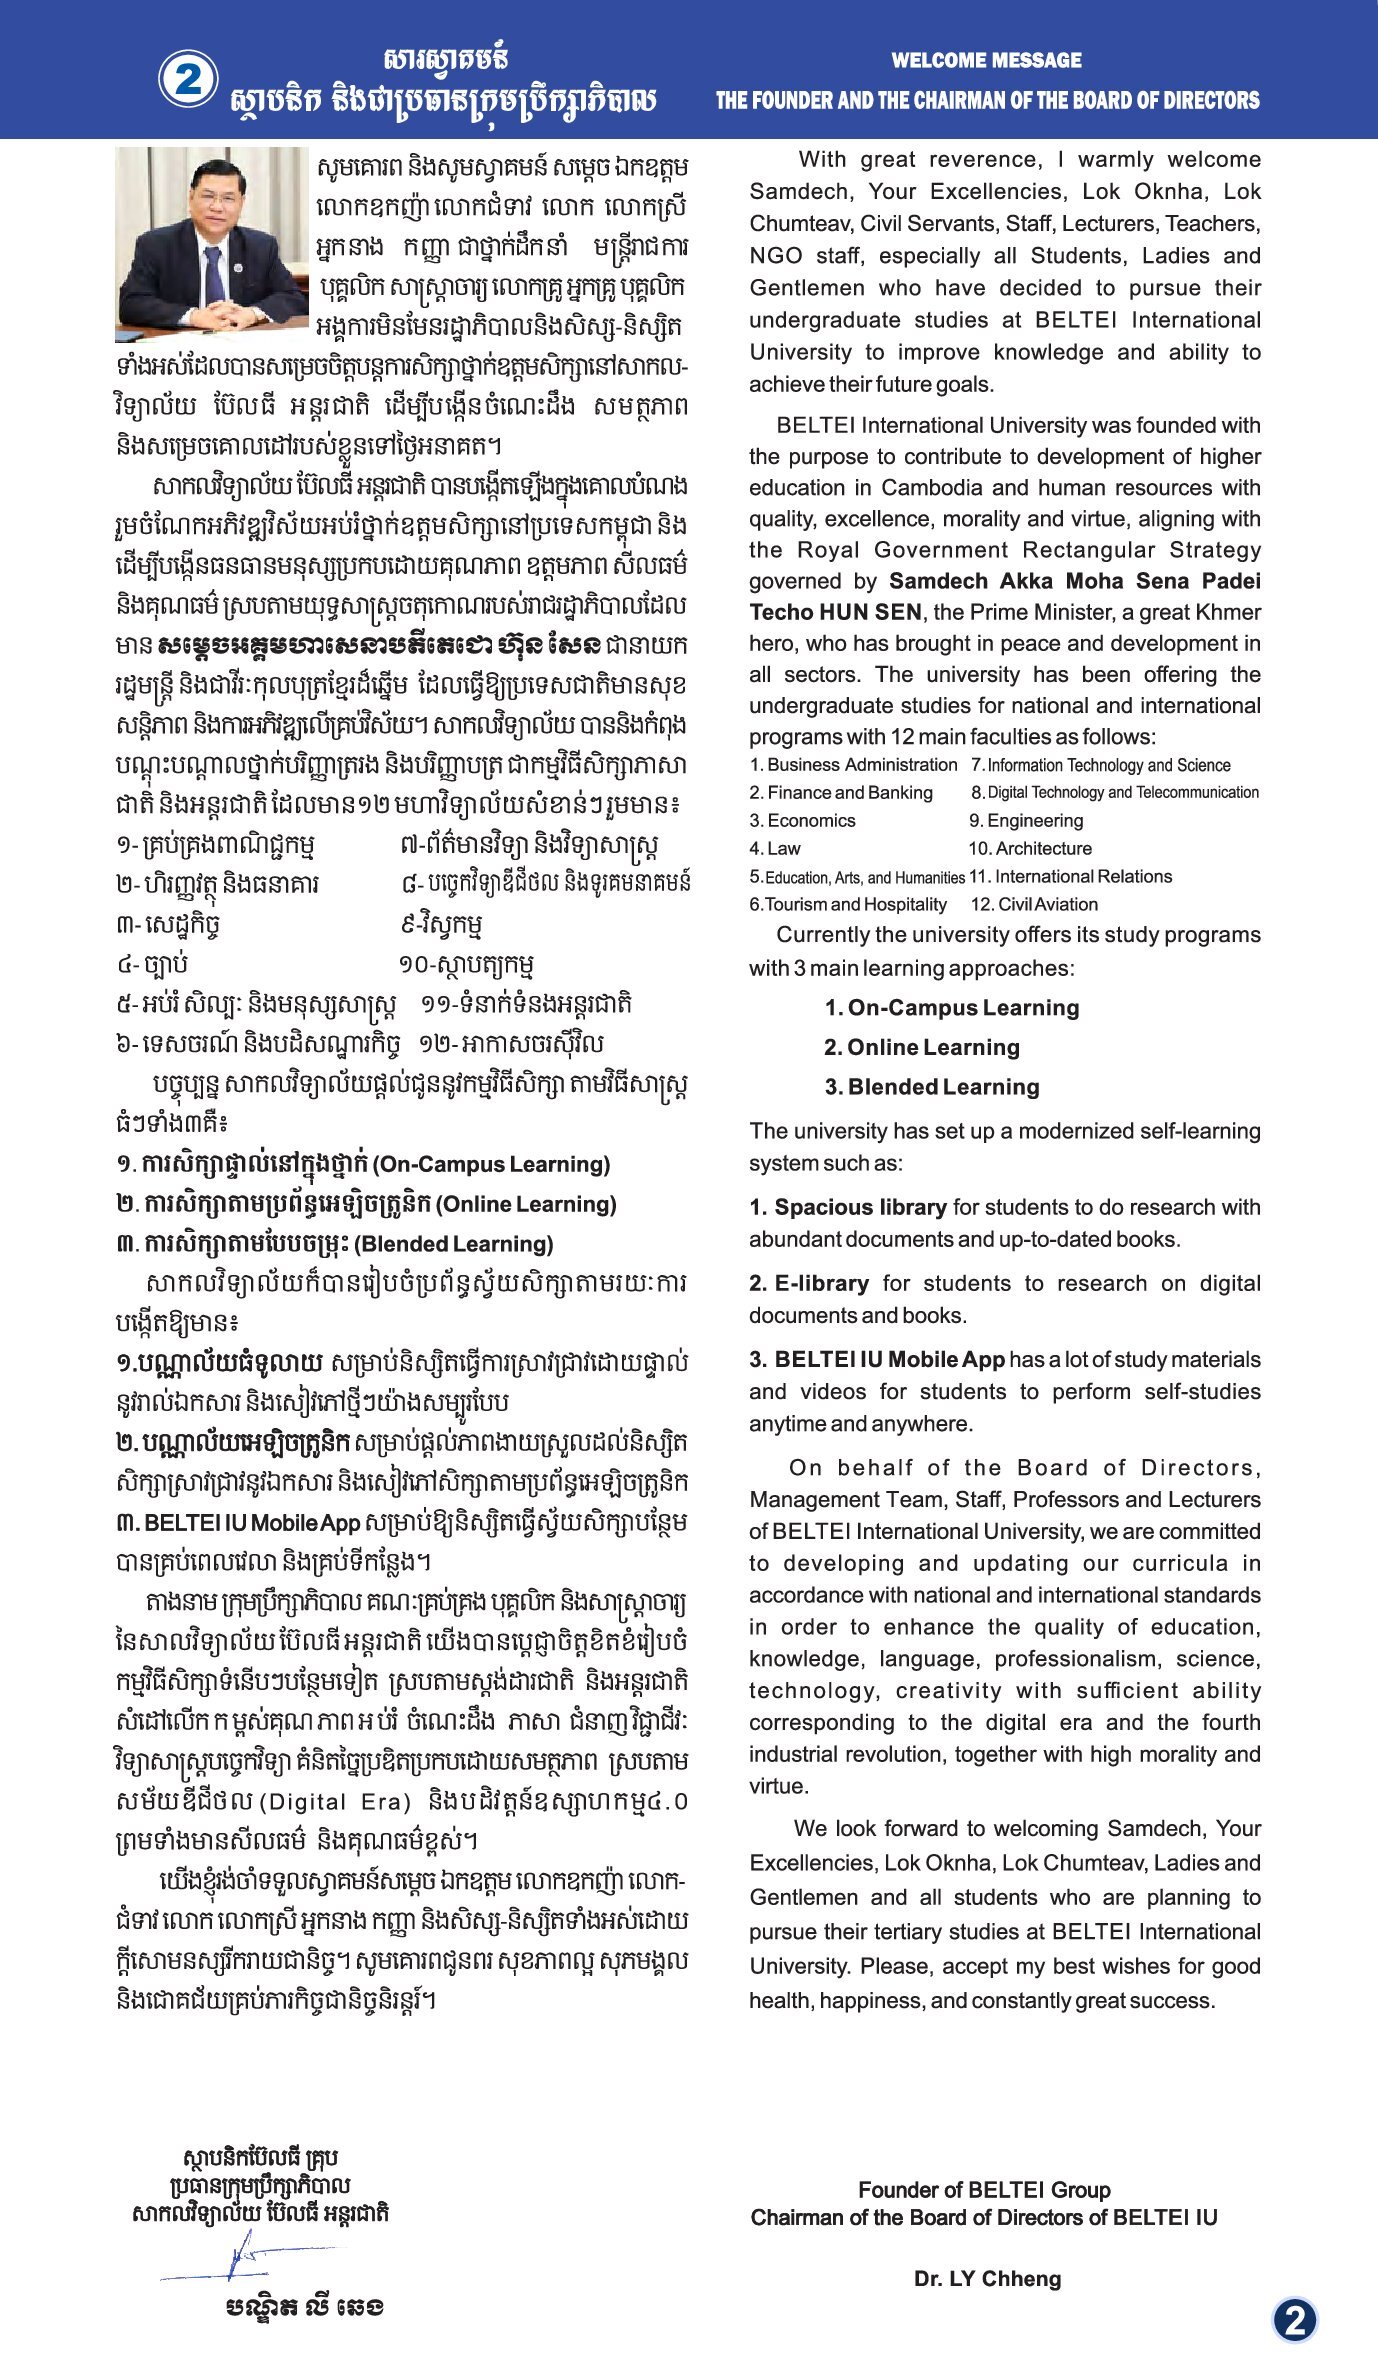 2
សារស្វាគមន៍
ស្ថាបនិក និងជាប្រធានក្រុមប្រឹក្សាភិបាល
WELCOME MESSAGE
THE FOUNDER AND THE CHAIRMAN OF THE BOARD OF DIRECTORS
សូមគោរព និងសូមស្វាគមន៍ សម្តេច ឯកឧត្តម
លោកឧកញ៉ា លោកជំទាវ លោក លោកស្រី
អ្នកនាង កញ្ញា ជាថ្នាក់ដឹកនាំ មន្ត្រីរាជការ
បុគ្គលិក សាស្ត្រាចារ្យ លោកគ្រូ អ្នកគ្រូ បុគ្គលិក
អង្គការមិនមែនរដ្ឋាភិបាលនិងសិស្ស-និស្សិត
ទាំងអស់ដែលបានសម្រេចចិត្តបន្តការសិក្សាថ្នាក់ឧត្តមសិក្សានៅសាកល-
វិទ្យាល័យ ប៊ែលធី អន្តរជាតិ ដើម្បីបង្កើនចំណេះដឹង សមត្ថភាព
និងសម្រេចគោលដៅរបស់ខ្លួនទៅថ្ងៃអនាគត។
សាកលវិទ្យាល័យ ប៊ែលធី អន្តរជាតិ បានបង្កើតឡើងក្នុងគោលបំណង
រួមចំណែកអភិវឌ្ឍវិស័យអប់រំថ្នាក់ឧត្តមសិក្សានៅប្រទេសកម្ពុជា និង
ដើម្បីបង្កើនធនធានមនុស្សប្រកបដោយគុណភាព ឧត្តមភាព សីលធម៌
និងគុណធម៌ ស្របតាមយុទ្ធសាស្ត្រចតុកោណរបស់រាជរដ្ឋាភិបាលដែល
មាន សម្តេចអគ្គមហាសេនាបតីតេជោ ហ៊ុន សែន ជានាយក
រដ្ឋមន្ត្រី និងជាវីរៈកុលបុត្រខ្មែរដ៏ឆ្នើម ដែលធ្វើឱ្យប្រទេសជាតិមានសុខ
សន្តិភាព និងការអភិវឌ្ឍលើគ្រប់វិស័យ។ សាកលវិទ្យាល័យ បាននិងកំពុង
បណ្តុះបណ្តាលថ្នាក់បរិញ្ញាត្ររង និងបរិញ្ញាបត្រ ជាកម្មវិធីសិក្សាភាសា
ជាតិ និងអន្តរជាតិ ដែលមាន១២ មហាវិទ្យាល័យសំខាន់ៗ រួមមាន៖
១- គ្រប់គ្រងពាណិជ្ជកម្ម ៧-ព័ត៌មានវិទ្យា និងវិទ្យាសាស្ត្រ
២- ហិរញ្ញវត្ថុ និងធនាគារ ៨- បច្ចេកវិទ្យាឌីជីថល និងទូរគមនាគមន៍
៣- សេដ្ឋកិច្ច ៩-វិស្វកម្ម
៤- ច្បាប់ ១០-ស្ថាបត្យកម្ម
៥- អប់រំ សិល្បៈ និងមនុស្សសាស្ត្រ ១១-ទំនាក់ទំនងអន្តរជាតិ
៦- ទេសចរណ៍ និងបដិសណ្ឋារកិច្ច ១២- អាកាសចរស៊ីវិល
បច្ចុប្បន្ន សាកលវិទ្យាល័យផ្តល់ជូននូវកម្មវិធីសិក្សា តាមវិធីសាស្ត្រ
ធំៗទាំង៣គឺ៖
១. ការសិក្សាផ្ទាល់នៅក្នុងថ្នាក់ (On-Campus Learning)
២. ការសិក្សាតាមប្រព័ន្ធអេឡិចត្រូនិក (Online Learning)
៣. ការសិក្សាតាមបែបចម្រុះ (Blended Learning)
សាកលវិទ្យាល័យក៏បានរៀបចំប្រព័ន្ធស្វ័យសិក្សាតាមរយៈការ
បង្កើតឱ្យមាន៖
១.បណ្ណាល័យធំទូលាយ សម្រាប់និស្សិតធ្វើការស្រាវជ្រាវដោយផ្ទាល់
នូវរាល់ឯកសារ និងសៀវភៅថ្មីៗយ៉ាងសម្បូរបែប
២. បណ្ណាល័យអេឡិចត្រូនិក សម្រាប់ផ្តល់ភាពងាយស្រួលដល់និស្សិត
សិក្សាស្រាវជ្រាវនូវឯកសារ និងសៀវភៅសិក្សាតាមប្រព័ន្ធអេឡិចត្រូនិក
៣. BELTEI IU Mobile App សម្រាប់ឱ្យនិស្សិតធ្វើស្វ័យសិក្សាបន្ថែម
បានគ្រប់ពេលវេលា និងគ្រប់ទីកន្លែង។
តាងនាម ក្រុមប្រឹក្សាភិបាល គណៈគ្រប់គ្រង បុគ្គលិក និងសាស្ត្រាចារ្យ
នៃសាលវិទ្យាល័យ ប៊ែលធី អន្តរជាតិ យើងបានប្តេជ្ញាចិត្តខិតខំរៀបចំ
កម្មវិធីសិក្សាទំនើបៗបន្ថែមទៀត ស្របតាមស្តង់ដារជាតិ និងអន្តរជាតិ
សំដៅលើកកម្ពស់គុណភាពអប់រំ ចំណេះដឹង ភាសា ជំនាញវិជ្ជាជីវៈ
វិទ្យាសាស្ត្របច្ចេកវិទ្យា គំនិតច្នៃប្រឌិតប្រកបដោយសមត្ថភាព ស្របតាម
សម័យឌីជីថល (Digital Era) និងបដិវត្តន៍ឧស្សាហកម្ម៤.០
ព្រមទាំងមានសីលធម៌ និងគុណធម៌ខ្ពស់។
យើងខ្ញុំរង់ចាំទទួលស្វាគមន៍សម្តេច ឯកឧត្តម លោកឧកញ៉ា លោក-
ជំទាវ លោក លោកស្រី អ្នកនាង កញ្ញា និងសិស្ស-និស្សិតទាំងអស់ដោយ
ក្តីសោមនស្សរីករាយជានិច្ច។ សូមគោរពជូនពរ សុខភាពល្អ សុភមង្គល
និងជោគជ័យគ្រប់ភារកិច្ចជានិច្ចនិរន្តរ៍។
ស្ថាបនិកប៊ែលធី គ្រុប
ប្រធានក្រុមប្រឹក្សាភិបាល
សាកលវិទ្យាល័យ ប៊ែលធី អន្តរជាតិ
បណ្ឌិត លី ឆេង
With great reverence, I warmly welcome
Samdech, Your Excellencies, Lok Oknha, Lok
Chumteav, Civil Servants, Staff, Lecturers, Teachers,
NGO staff, especially all Students, Ladies and
Gentlemen who have decided to pursue their
undergraduate studies at BELTEI International
University to improve knowledge and ability to
achieve their future goals.
BELTEI International University was founded with
the purpose to contribute to development of higher
education in Cambodia and human resources with
quality, excellence, morality and virtue, aligning with
the Royal Government Rectangular Strategy
governed by Samdech Akka Moha Sena Padei
Techo HUN SEN, the Prime Minister, a great Khmer
hero, who has brought in peace and development in
all sectors. The university has been offering the
undergraduate studies for national and international
programs with 12 main faculties as follows:
1. Business Administration 7. Information Technology and Science
2. Finance and Banking 8. Digital Technology and Telecommunication
3. Economics 9. Engineering
4. Law 10. Architecture
5. Education, Arts, and Humanities 11. International Relations
6.Tourism and Hospitality 12. Civil Aviation
Currently the university offers its study programs
with 3 main learning approaches:
1. On-Campus Learning
2. Online Learning
3. Blended Learning
The university has set up a modernized self-learning
system such as:
1. Spacious library for students to do research with
abundant documents and up-to-dated books.
2. E-library for students to research on digital
documents and books.
3. BELTEI IU Mobile App has a lot of study materials
and videos for students to perform self-studies
anytime and anywhere.
On behalf of the Board of Directors,
Management Team, Staff, Professors and Lecturers
of BELTEI International University, we are committed
to developing and updating our curricula in
accordance with national and international standards
in order to enhance the quality of education,
knowledge, language, professionalism, science,
technology, creativity with sufficient ability
corresponding to the digital era and the fourth
industrial revolution, together with high morality and
virtue.
We look forward to welcoming Samdech, Your
Excellencies, Lok Oknha, Lok Chumteav, Ladies and
Gentlemen and all students who are planning to
pursue their tertiary studies at BELTEI International
University. Please, accept my best wishes for good
health, happiness, and constantly great success.
Founder of BELTEI Group
Chairman of the Board of Directors of BELTEI IU
Dr. LY Chheng
2